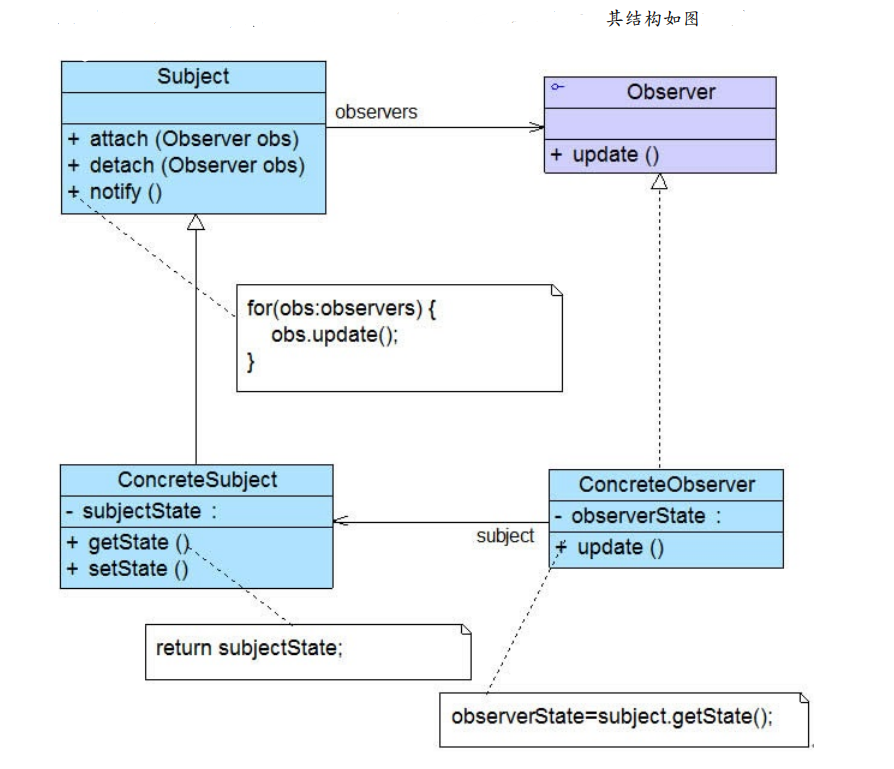 其结构如图
Subject
+ attach (Observer obs)
+ detach (Observer obs)
+ notify ()
observers
Observer
+ update ()
for(obs:observers) {
obs.update();
}
ConcreteSubject
- subjectState :
+ getState ()
+ setState ()
subject
ConcreteObserver
- observerState :
+ update ()
return subjectState;
observerState=subject.getState();